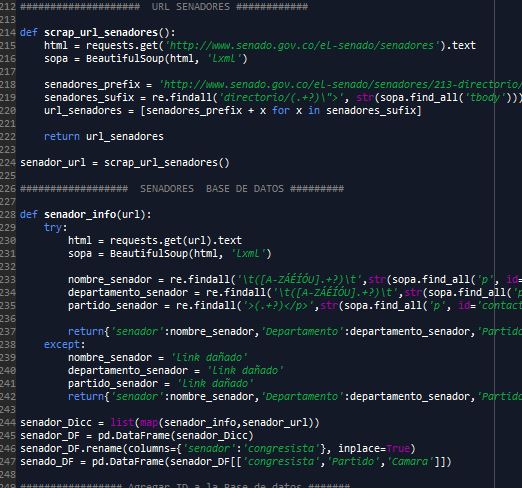 212 ################### URL SENADORES ############
213
214 def scrap_url_senadores():
215 html = requests.get('http://www.senado.gov.co/el-senado/senadores').text
216 sopa = BeautifulSoup(html, 'lxml')
217
218 senadores_prefix = 'http://www.senado.gov.co/el-senado/senadores/213-directorio/
219 senadores_sufix = re.findall('directorio/(.+?)\">', str(sopa.find_all('tbody')))
220 url_senadores = [senadores_prefix + x for x in senadores_sufix]
221
222 return url_senadores
223
224 senador_url = scrap_url_senadores()
225
226 ################## SENADORES BASE DE DATOS #########
227
228 def senador_info(url):
229 try:
230 html = requests.get(url).text
231 sopa = BeautifulSoup(html, 'lxml')
232
233 nombre_senador = re.findall('\t([A-ZÁÉÍÓU].+?)\t',str(sopa.find_all('p', id=
234 departamento_senador = re.findall('\t([A-ZÁÉÍÓU].+?)\t',str(sopa.find_all('p
235 partido_senador = re.findall('>(.+?)</p>',str(sopa.find_all('p', id='contact
236
237 return{'senador':nombre_senador,'Departamento':departamento_senador,'Partido
238 except:
239 nombre_senador = 'link dañado'
240 departamento_senador = 'link dañado'
241 partido_senador = 'link dañado'
242 return{'senador':nombre_senador,'Departamento':departamento_senador,'Partido
243
244 senador_Dicc = list(map(senador_info,senador_url))
245 senador_DF = pd.DataFrame(senador_Dicc)
246 senador_DF.rename(columns={'senador':'congresista'}, inplace=True)
247 senado_DF = pd.DataFrame(senador_DF[['congresista','Partido','Camara']])
248
249 ################# Agregar ID a la Base de datos #######